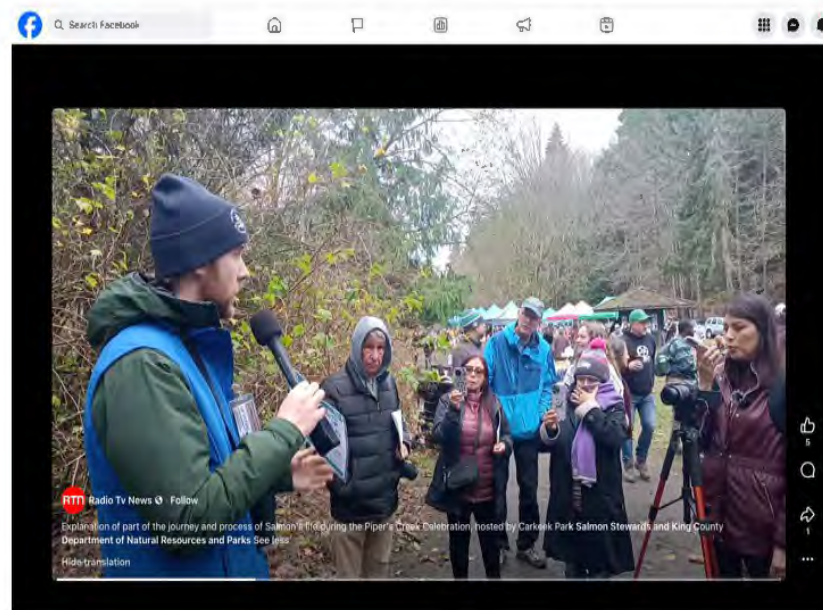 Search Facebook
RTN Radio Tv News · Follow
Explanation of part of the journey and process of Salmon's life during the Piper's Creek Celebration, hosted by Carkeek Park Salmon Stewards and King County
Department of Natural Resources and Parks See less
Hide translation
5
1